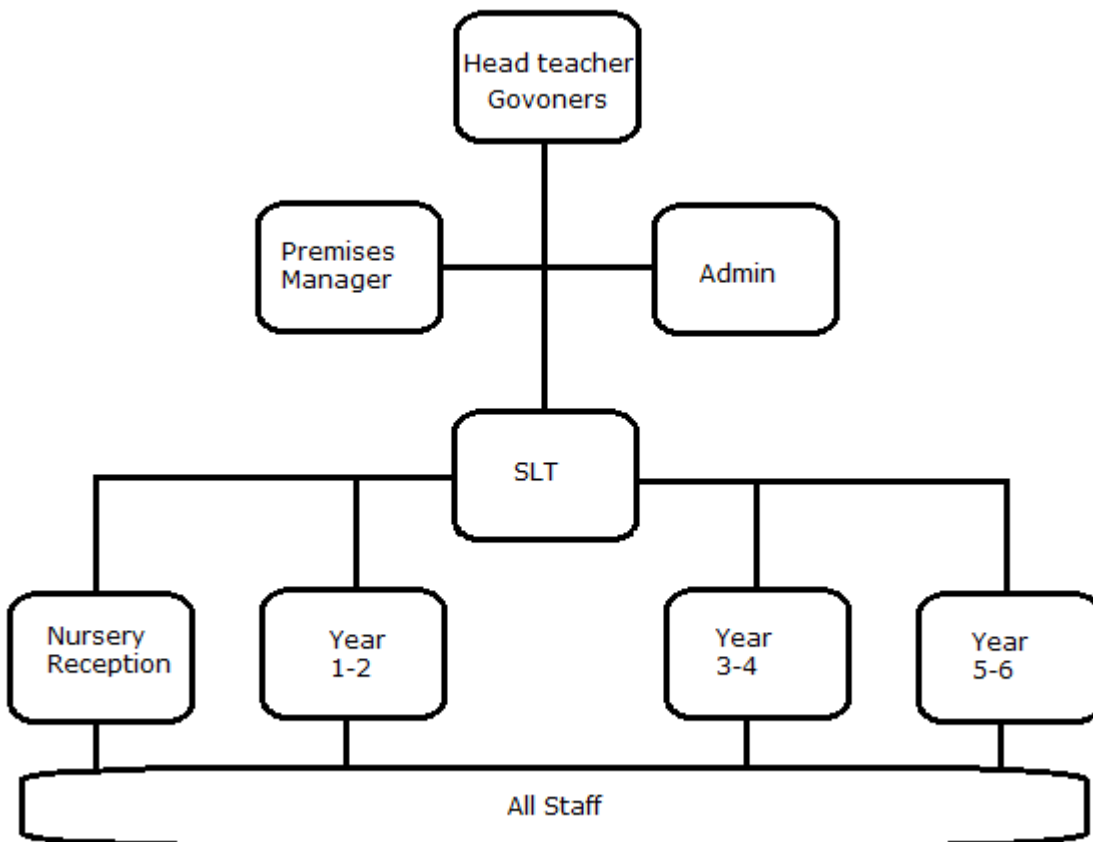 Head teacher
Govoners
Premises
Manager
Admin
SLT
Nursery
Reception
Year
1-2
Year
3-4
Year
5-6
All Staff